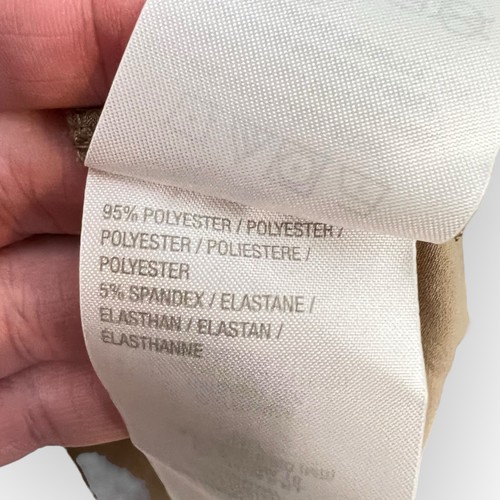 95% POLYESTER / POLYESTER /
POLYESTER / POLIESTERE /
POLYESTER
5% SPANDEX / ELASTANE /
ELASTHAN / ELASTAN /
ÉLASTHANNE